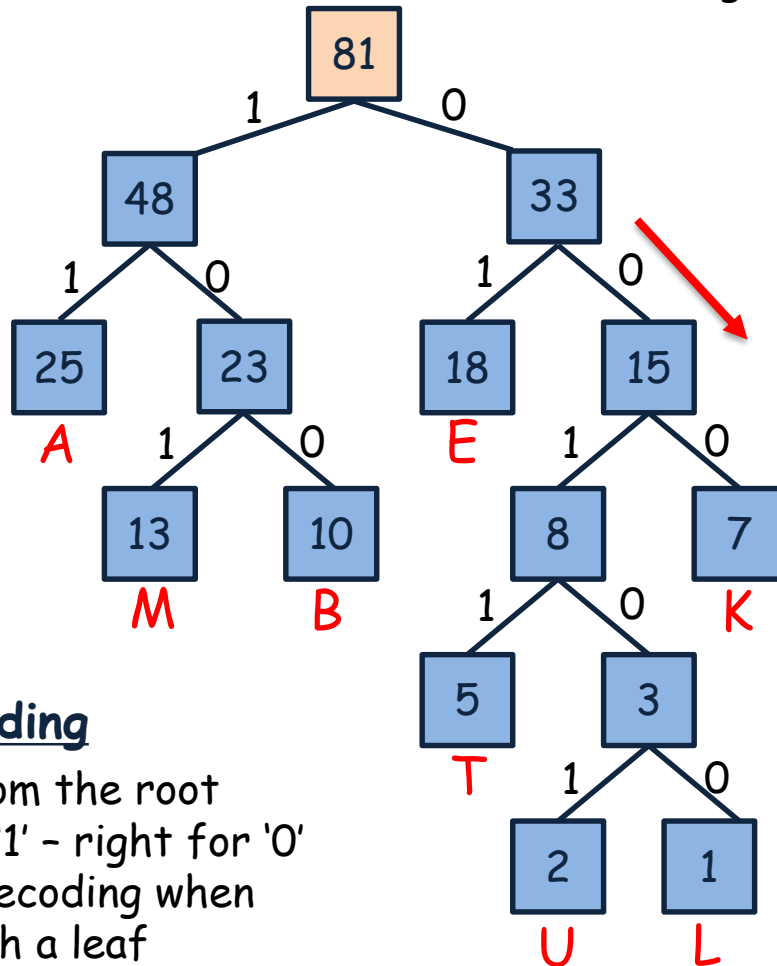 81
1 0
48 33
1 0 1 0
25 23 18 15
A E
1 0 1 0
13 10 8 7
M B K
1 0
5 3
T
1 0
2 1
U L
ding
om the root
1’ – right for ‘0’
ecoding when
h a leaf